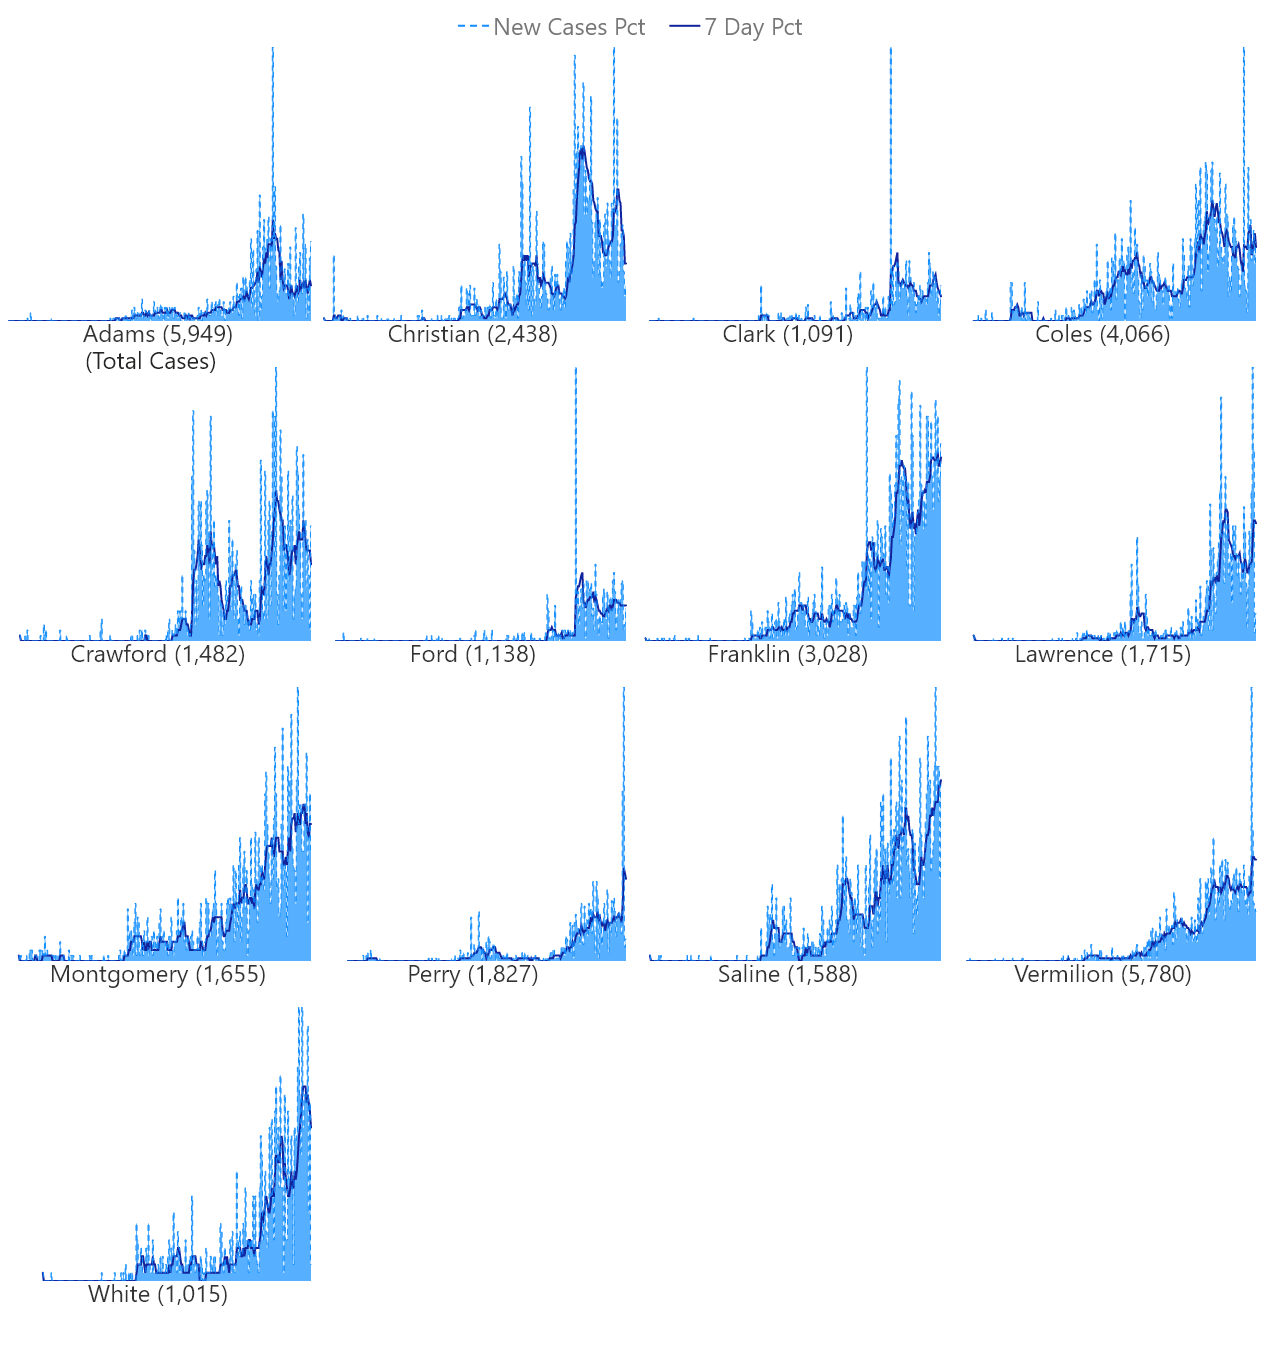 New Cases Pct 7 Day Pct
Adams (5,949) Christian (2,438) Clark (1,091) Coles (4,066)
(Total Cases)
Crawford (1,482) Ford (1,138) Franklin (3,028) Lawrence (1,715)
Montgomery (1,655) Perry (1,827) Saline (1,588) Vermilion (5,780)
White (1,015)